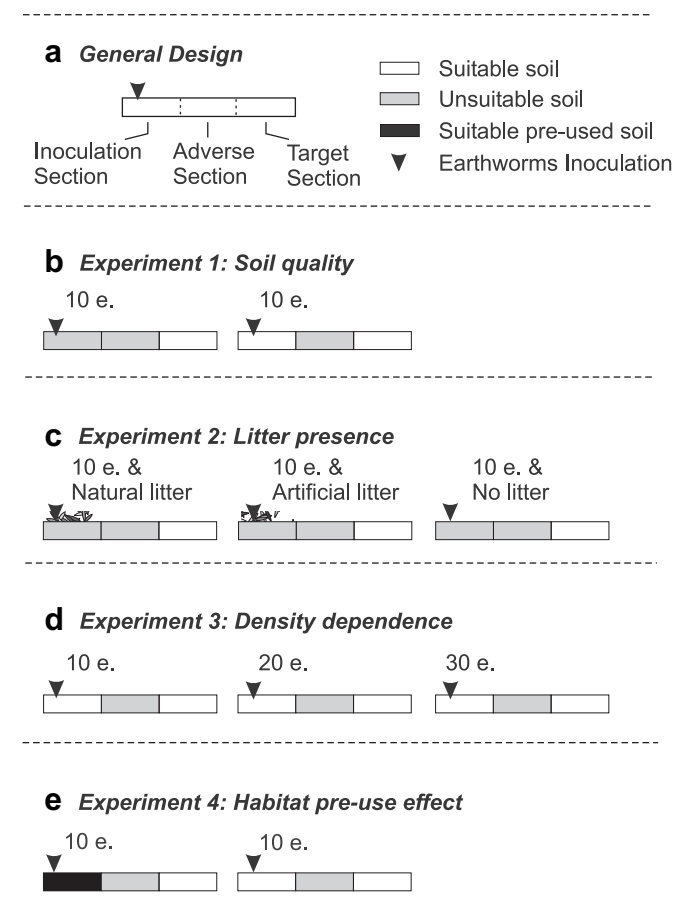 a General Design
Suitable soil
Unsuitable soil
Suitable pre-used soil
Earthworms Inoculation
Inoculation
Section
Adverse
Section
Target
Section
b Experiment 1: Soil quality
10 e.
10 e.
c Experiment 2: Litter presence
10 e. &
Natural litter
10 e. &
Artificial litter
10 e. &
No litter
d Experiment 3: Density dependence
10 e.
20 e.
30 e.
e Experiment 4: Habitat pre-use effect
10 e.
10 e.